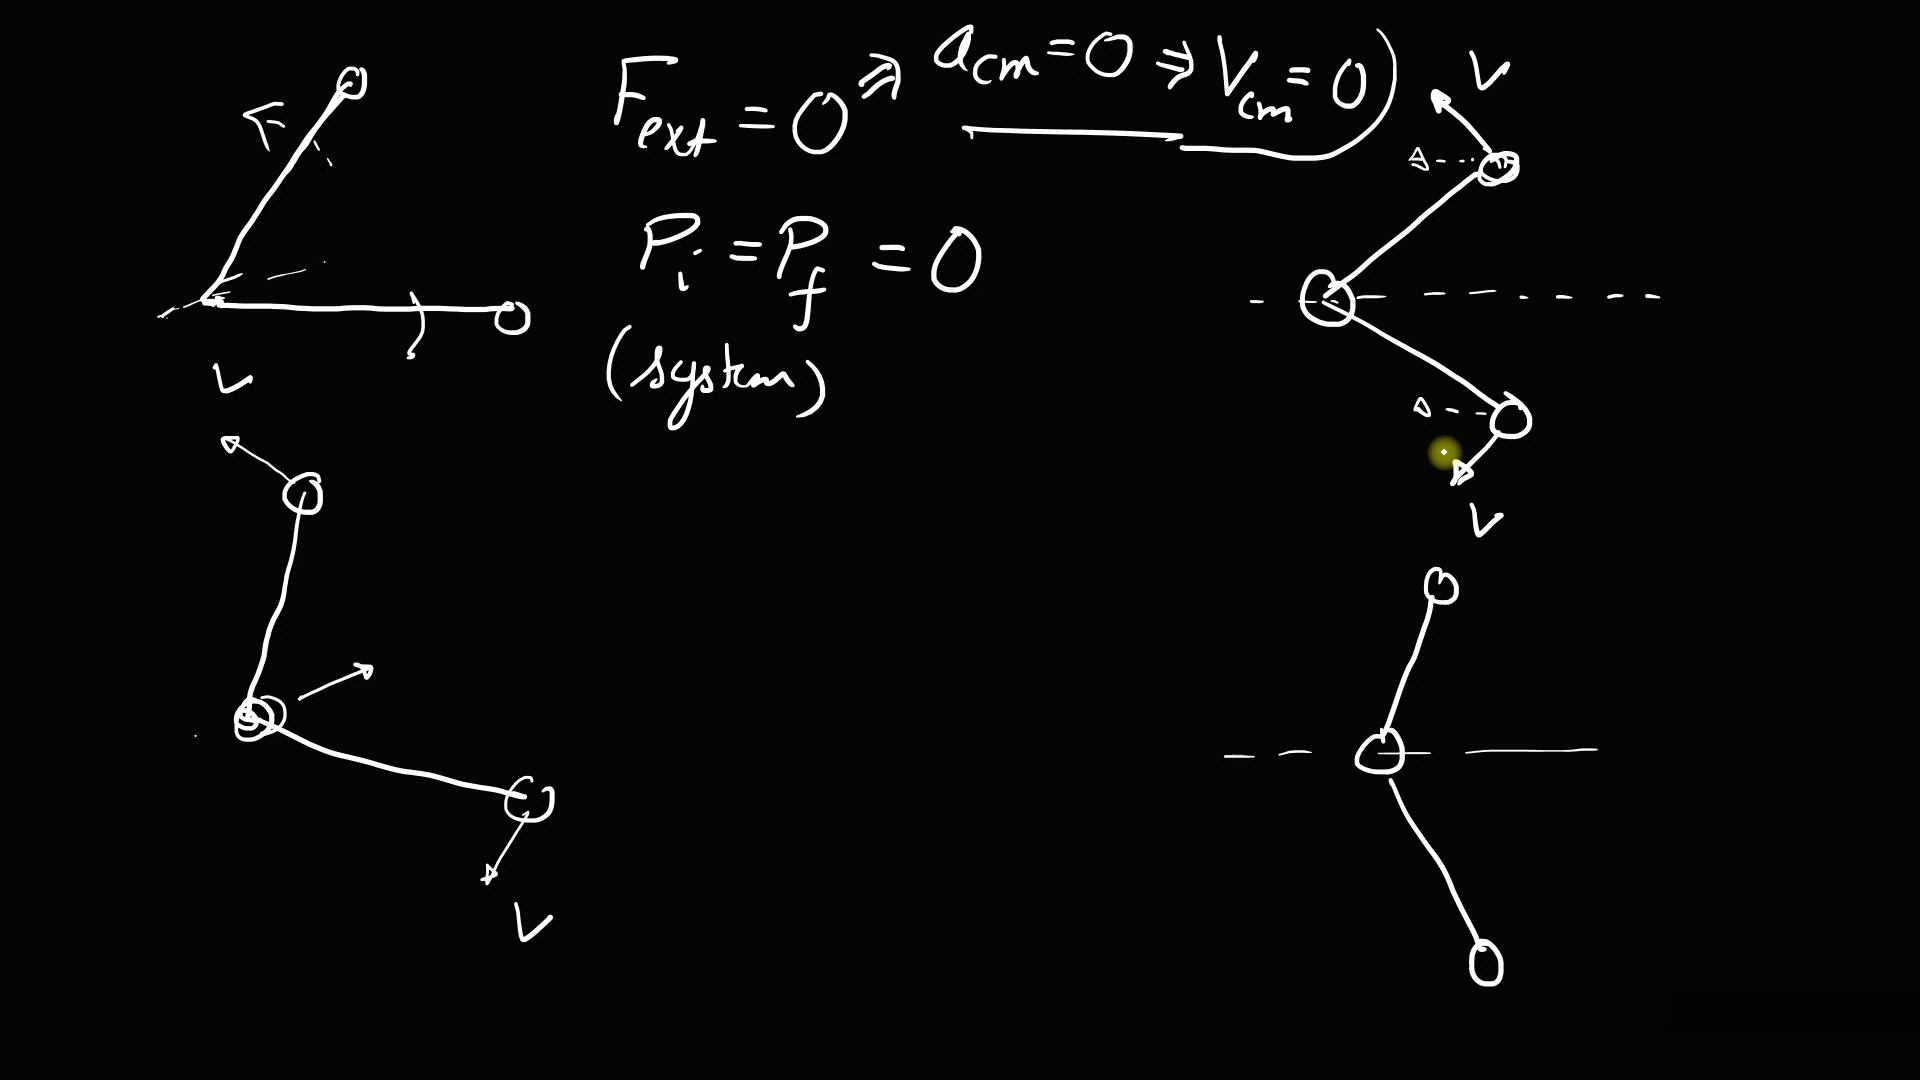 F_ext = 0 ⇒ a_cm = 0 ⇒ V_cm = 0
P_i = P_f = 0
(system)
V
V
V
V